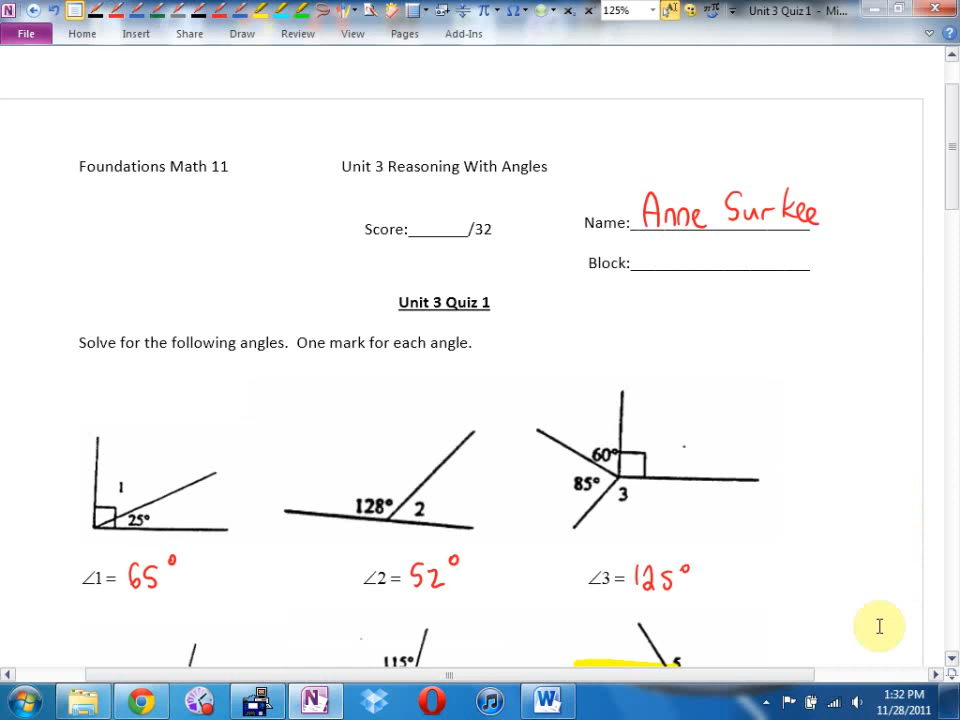 125%
Unit 3 Quiz 1 - Mi...
File Home Insert Share Draw Review View Pages Add-Ins
Foundations Math 11 Unit 3 Reasoning With Angles
Name: Anne Surkee
Score:_______/32
Block:______________________
Unit 3 Quiz 1
Solve for the following angles. One mark for each angle.
1 25°
128° 2
60° 85° 3
∠1 = 65°
∠2 = 52°
∠3 = 125°
115° 5
1:32 PM
11/28/2011